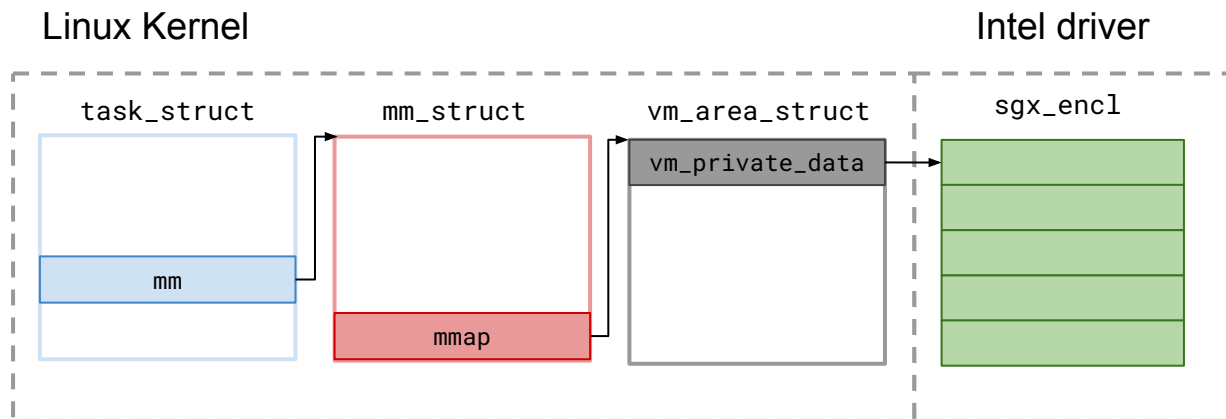 Linux Kernel
Intel driver
task_struct
mm_struct
vm_area_struct
sgx_encl
vm_private_data
mm
mmap